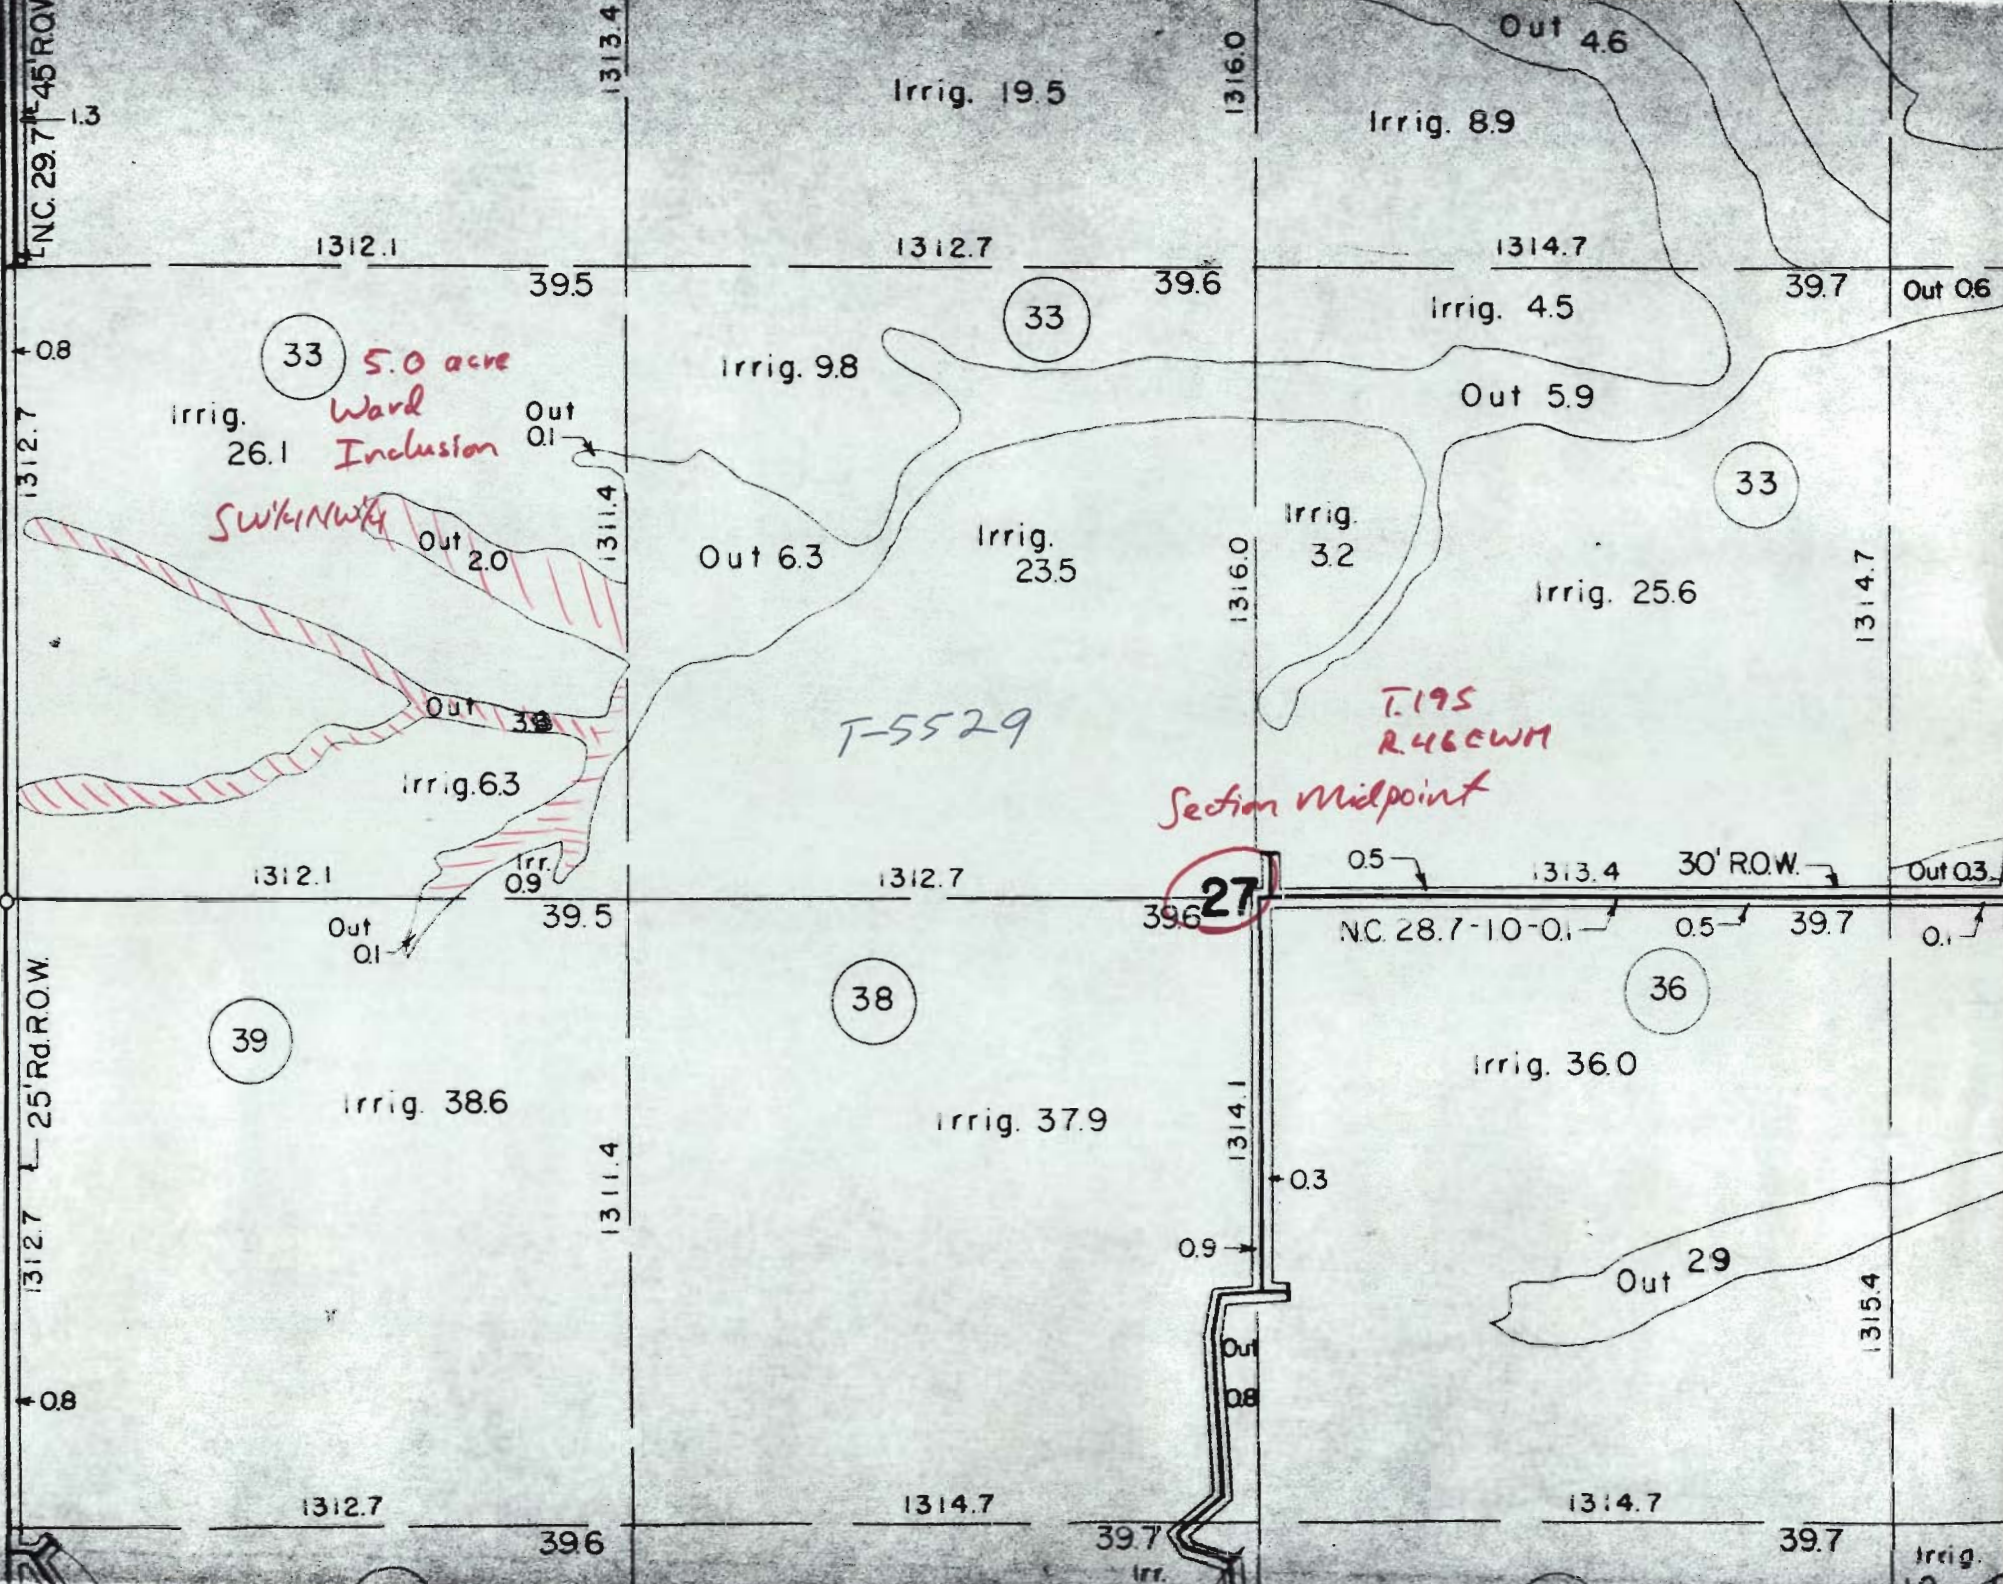 Out 4.6
1313.4
1316.0
Irrig. 19.5
Irrig. 8.9
1.3
N.C. 29.7
45' R.O.W.
1312.1
1312.7
1314.7
39.5
39.6
39.7
Out 0.6
33
Irrig. 4.5
0.8
33
5.0 acre
Ward
Inclusion
Irrig. 9.8
Out 5.9
Irrig.
26.1
Out
0.1
1312.7
33
SW1/4NW1/4
Out 2.0
1311.4
Out 6.3
Irrig.
23.5
1316.0
Irrig.
3.2
Irrig. 25.6
1314.7
Out
T-5529
T.19S
R.46EWM
Section Midpoint
Irrig. 6.3
Irr.
0.9
1312.1
1312.7
27
0.5
1313.4
30' R.O.W.
Out 0.3
39.5
39.6
N.C. 28.7-1.0-0.1
0.5
39.7
0.1
Out
0.1
25' Rd. R.O.W.
39
38
36
Irrig. 38.6
Irrig. 37.9
Irrig. 36.0
1314.1
1311.4
0.3
1312.7
0.9
Out 2.9
1315.4
Out
0.8
0.8
1312.7
1314.7
1314.7
39.6
39.7
39.7
Irr.
Irrig.